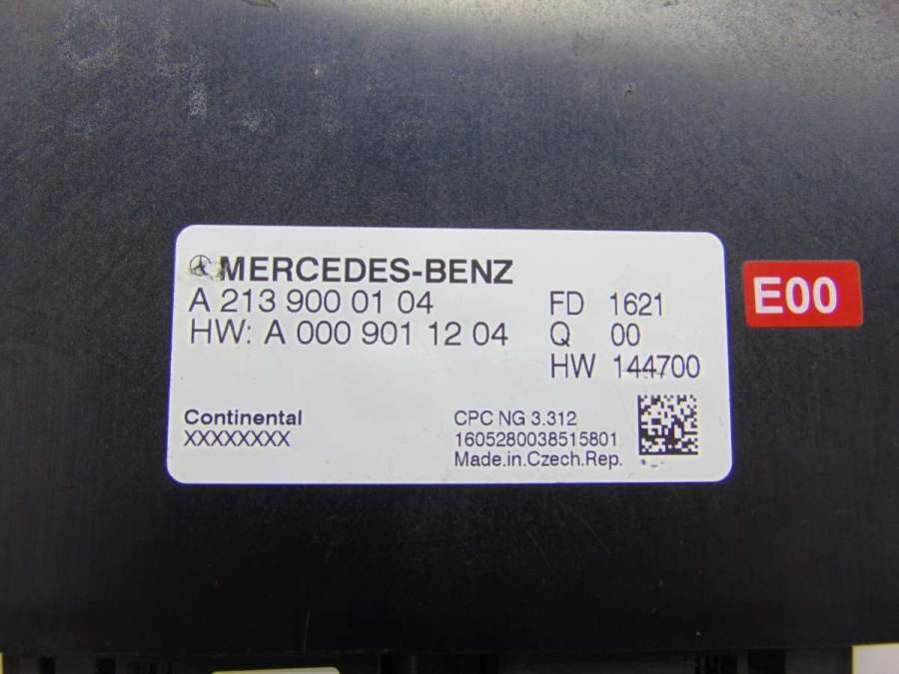 MERCEDES-BENZ
A 213 900 01 04
HW: A 000 901 12 04
FD 1621
Q 00
HW 144700
E00
Continental
XXXXXXXX
CPC NG 3.312
1605280038515801
Made.in.Czech.Rep.